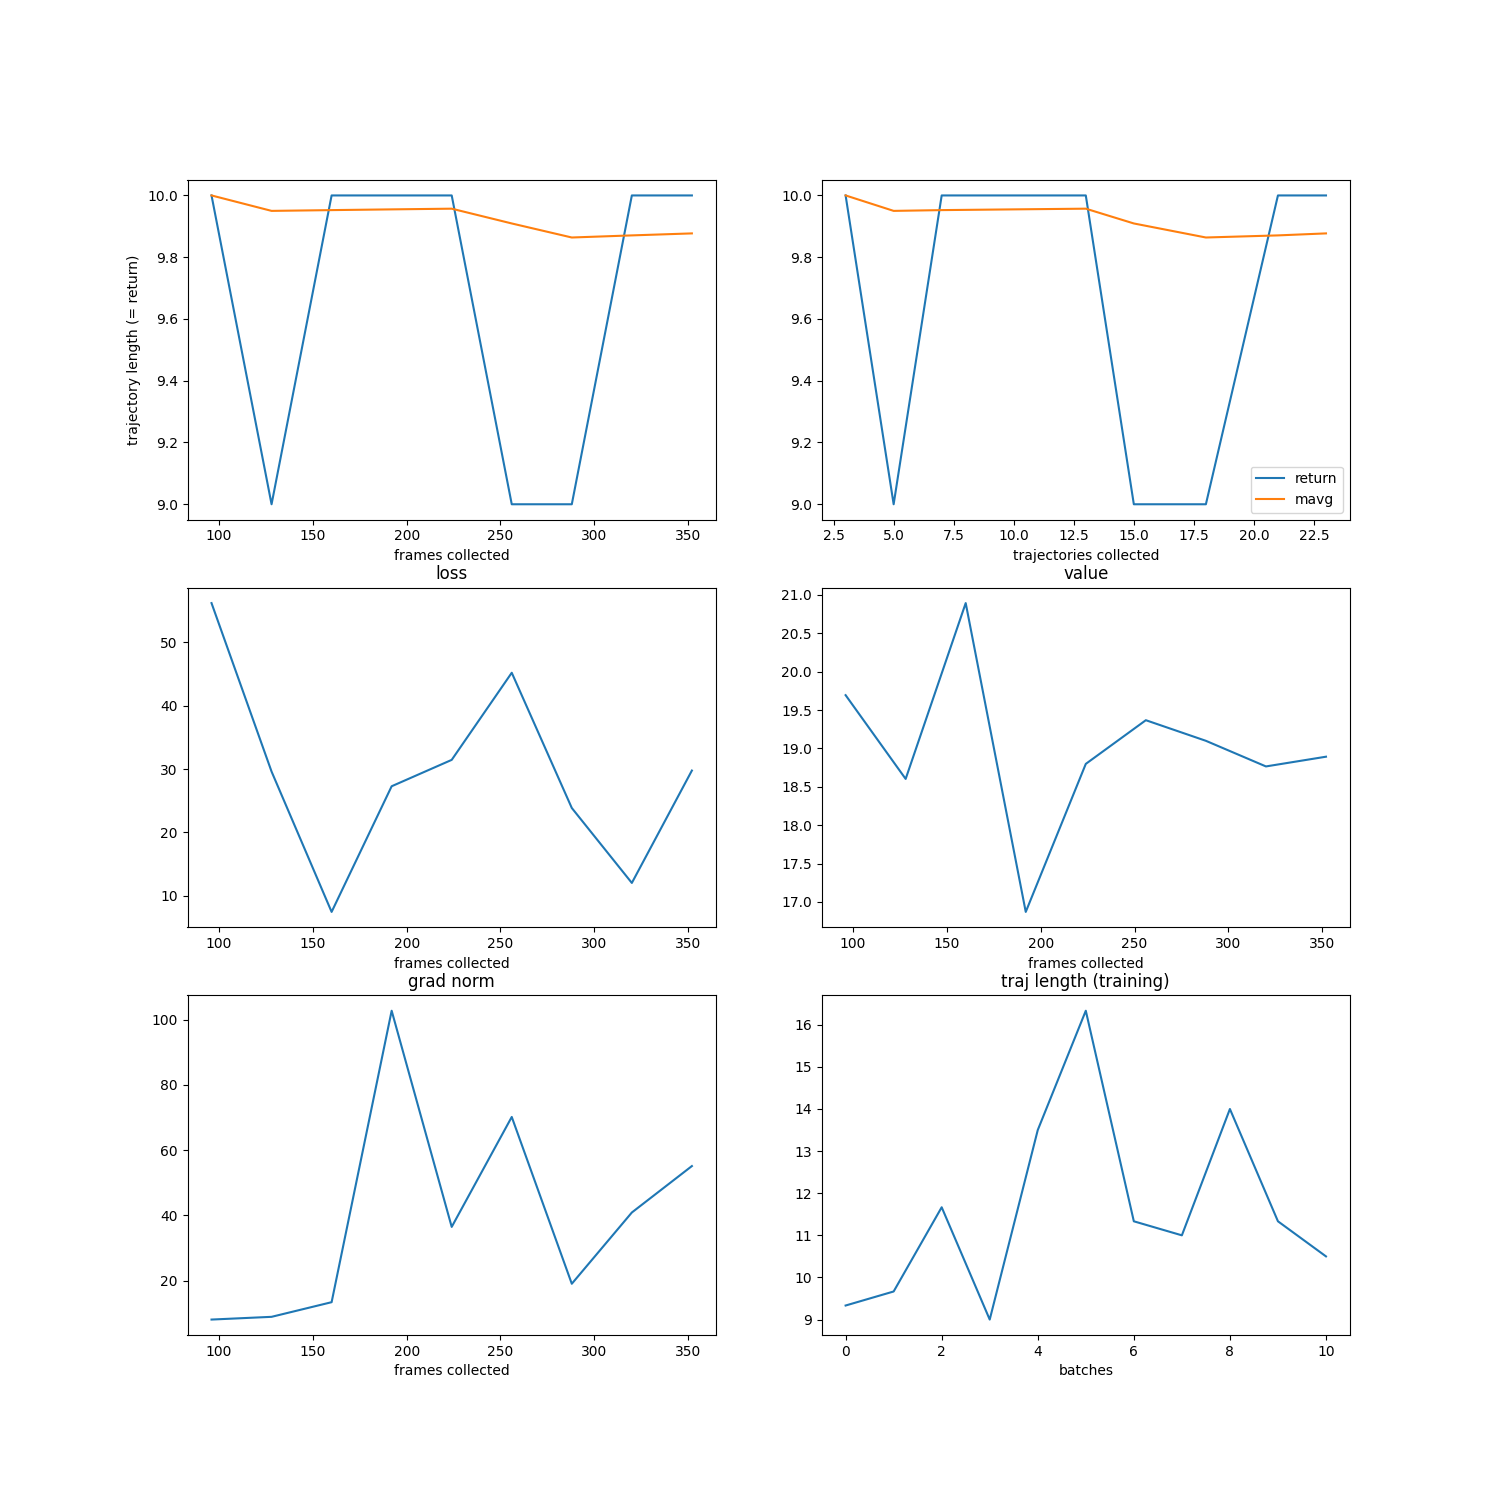 trajectory length (= return)
10.0
9.8
9.6
9.4
9.2
9.0
100 150 200 250 300 350
frames collected
10.0
9.8
9.6
9.4
9.2
9.0
return
mavg
2.5 5.0 7.5 10.0 12.5 15.0 17.5 20.0 22.5
trajectories collected
loss
50
40
30
20
10
100 150 200 250 300 350
frames collected
value
21.0
20.5
20.0
19.5
19.0
18.5
18.0
17.5
17.0
100 150 200 250 300 350
frames collected
grad norm
100
80
60
40
20
100 150 200 250 300 350
frames collected
traj length (training)
16
15
14
13
12
11
10
9
0 2 4 6 8 10
batches